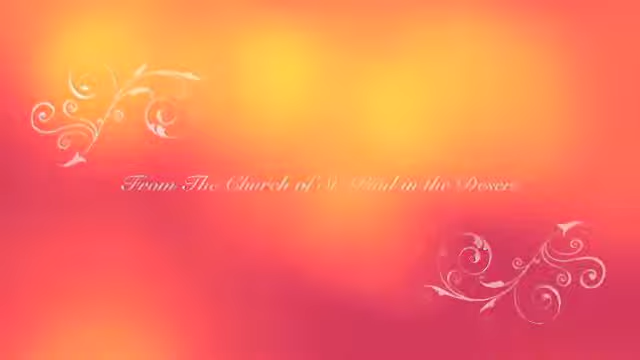 From The Church of St. Paul in the Desert